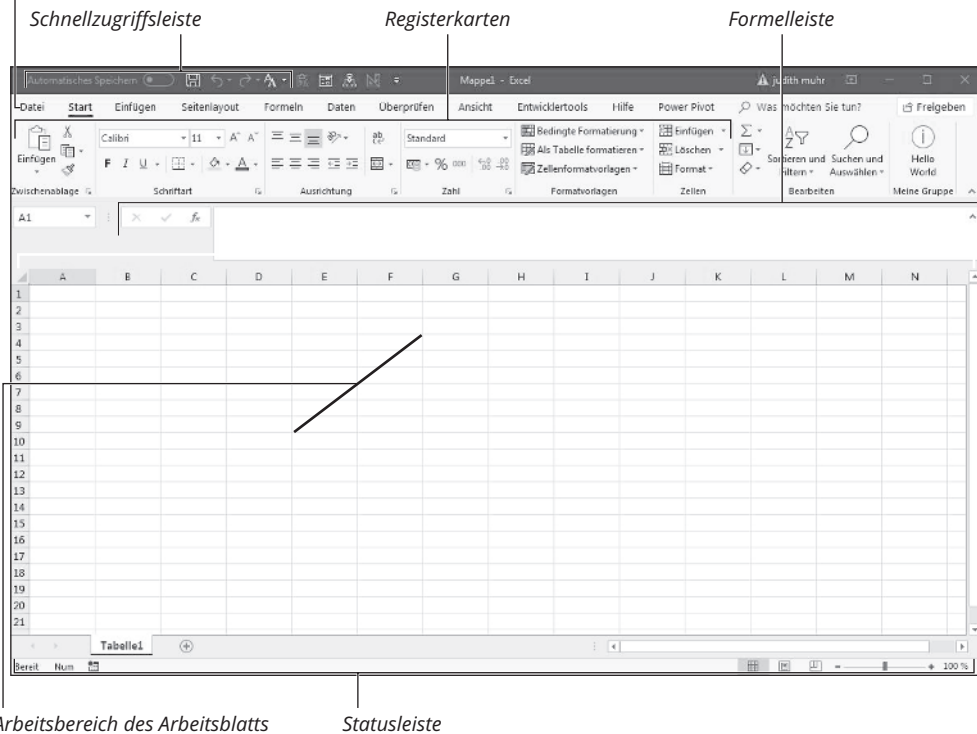 Schnellzugriffsleiste Registerkarten Formelleiste
Automatisches Speichern Mappe1 - Excel judith muhr
Datei Start Einfügen Seitenlayout Formeln Daten Überprüfen Ansicht Entwicklertools Hilfe Power Pivot Was möchten Sie tun? Freigeben
Einfügen
Calibri 11
F I U
ab
Standard
% 000
Bedingte Formatierung
Als Tabelle formatieren
Zellenformatvorlagen
Einfügen
Löschen
Format
Sortieren und Filtern
Suchen und Auswählen
Hello World
Zwischenablage Schriftart Ausrichtung Zahl Formatvorlagen Zellen Bearbeiten Meine Gruppe
A1 fx
A B C D E F G H I J K L M N
1
2
3
4
5
6
7
8
9
10
11
12
13
14
15
16
17
18
19
20
21
Tabelle1
Bereit Num 100 %
Arbeitsbereich des Arbeitsblatts Statusleiste